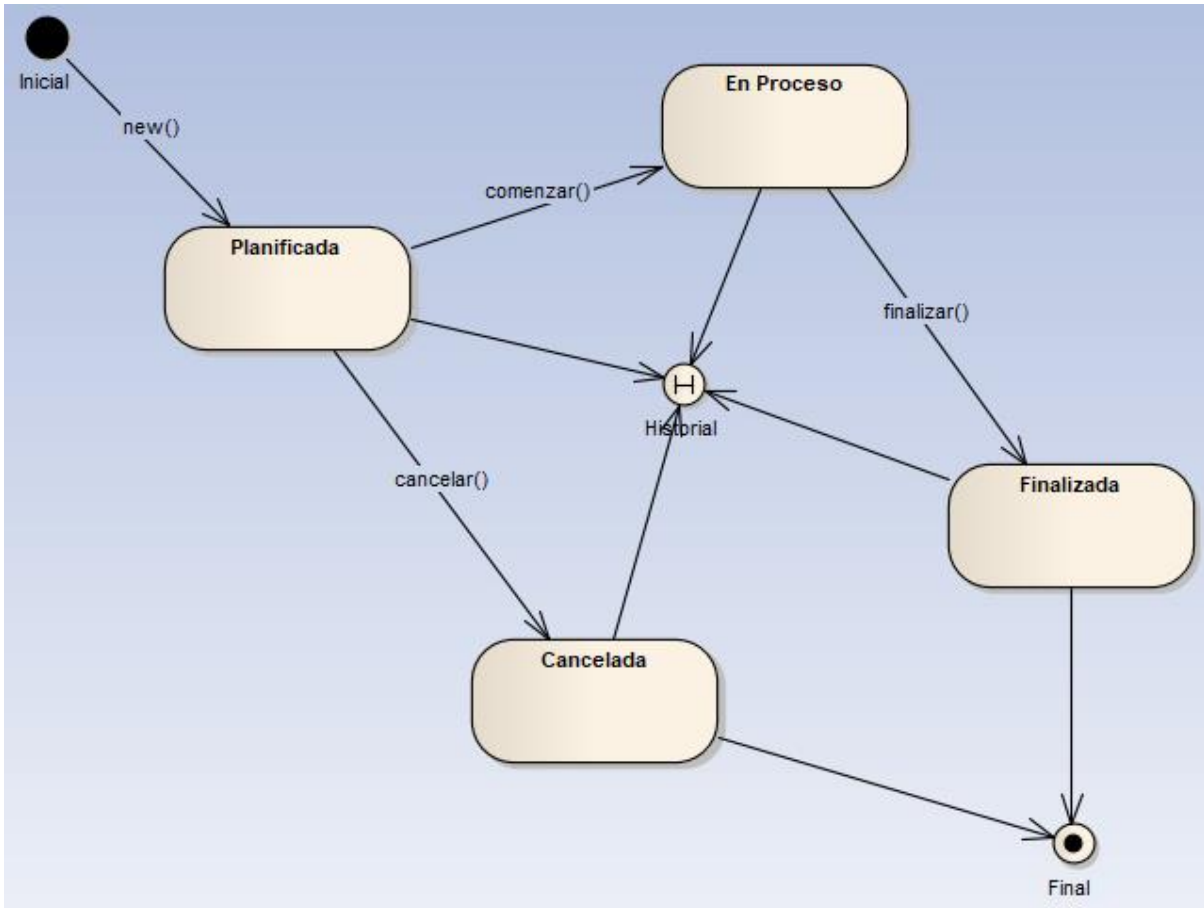 Inicial
new()
En Proceso
comenzar()
Planificada
finalizar()
H
Historial
cancelar()
Finalizada
Cancelada
Final